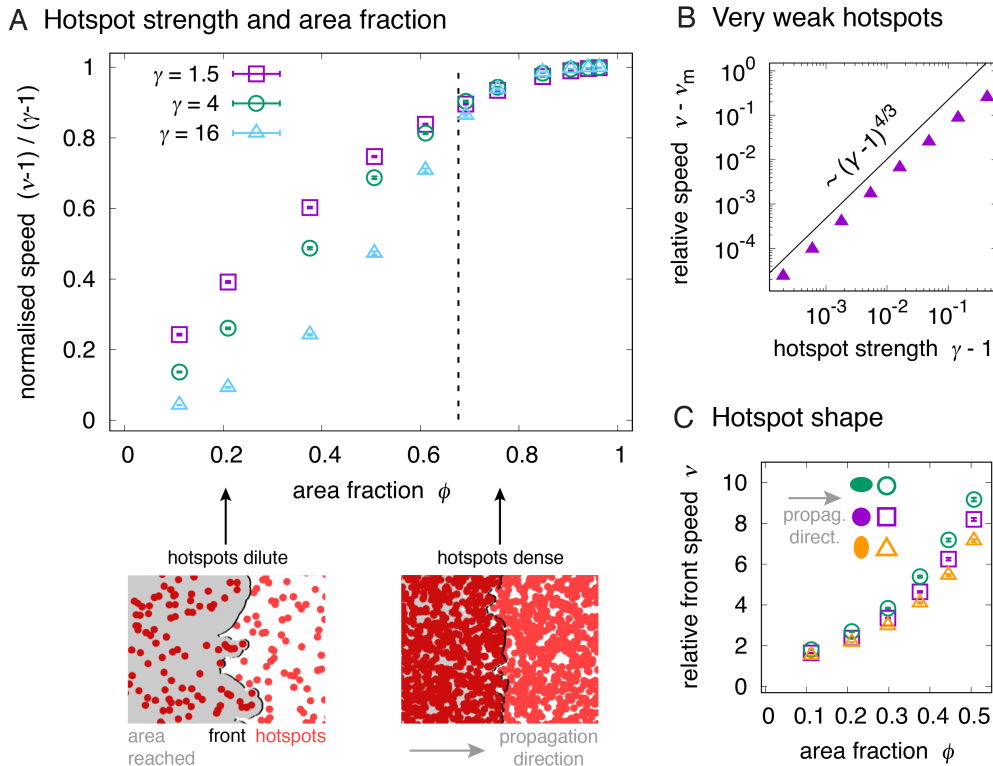 A Hotspot strength and area fraction
normalised speed (ν-1) / (γ-1)
1
0.8
0.6
0.4
0.2
0
γ = 1.5
γ = 4
γ = 16
0 0.2 0.4 0.6 0.8 1
area fraction ϕ
hotspots dilute
hotspots dense
area
reached
front
hotspots
propagation
direction
B Very weak hotspots
relative speed ν - νm
10⁰
10⁻¹
10⁻²
10⁻³
10⁻⁴
~ (γ -1)^4/3
10⁻³ 10⁻² 10⁻¹
hotspot strength γ - 1
C Hotspot shape
relative front speed ν
10
8
6
4
2
0
propag.
direct.
0 0.1 0.2 0.3 0.4 0.5
area fraction ϕ